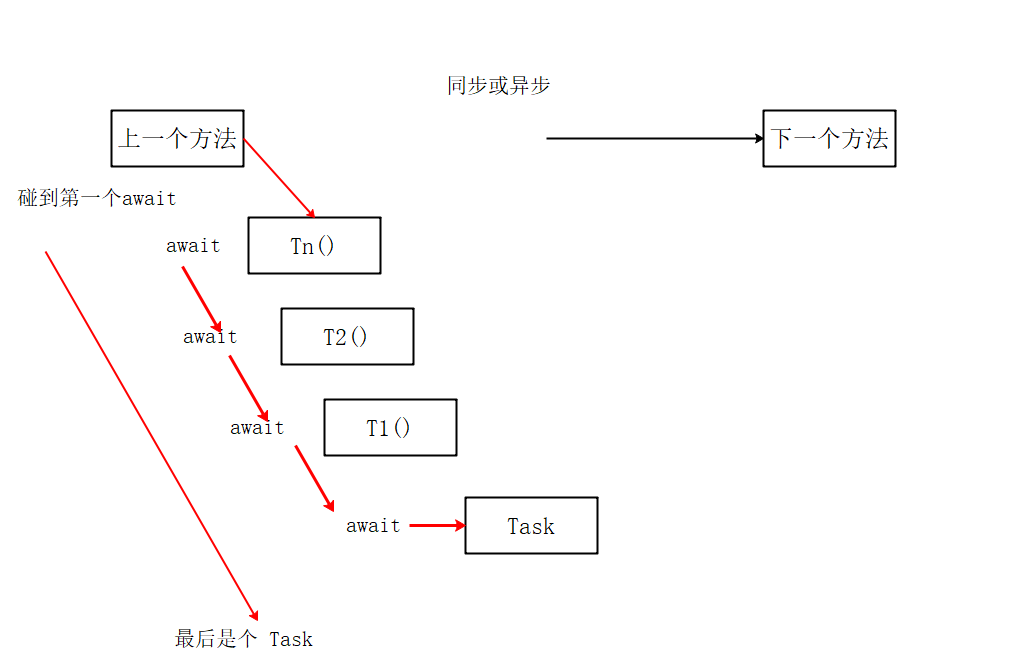 同步或异步
上一个方法
下一个方法
碰到第一个await
await
Tn()
await
T2()
await
T1()
await
Task
最后是个 Task